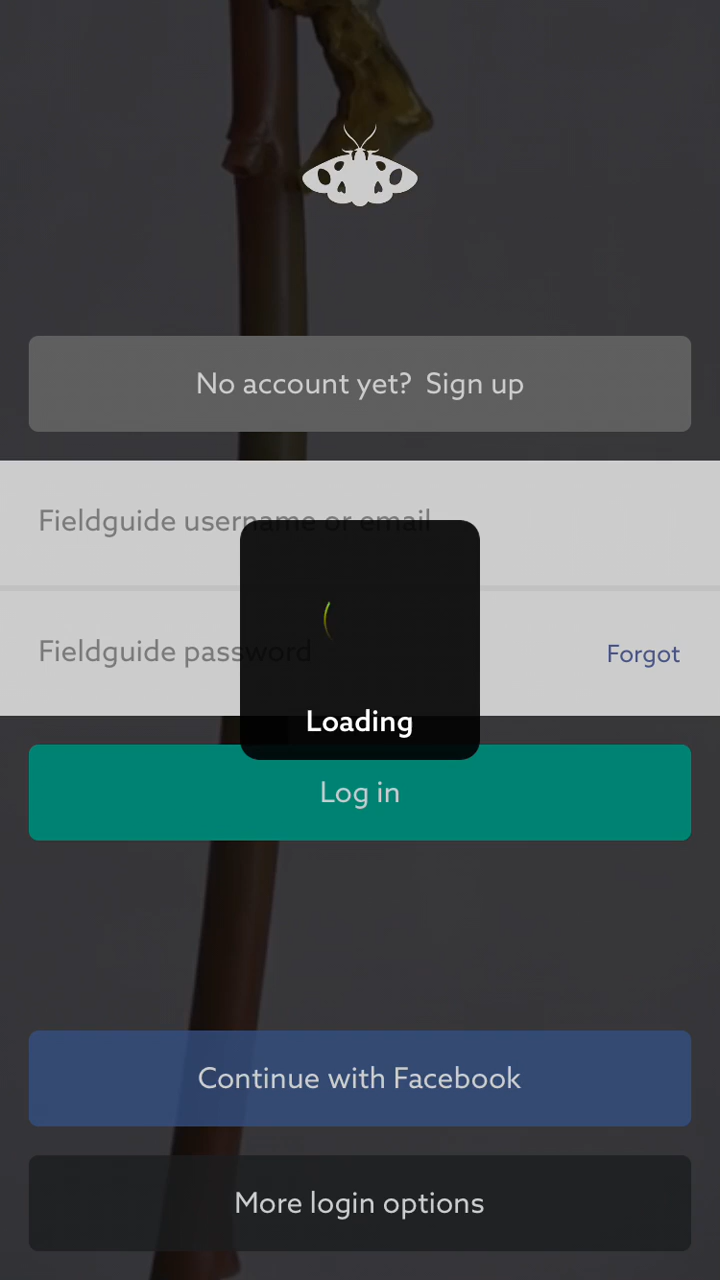 No account yet? Sign up
Fieldguide username or email
Fieldguide password
Forgot
Loading
Log in
Continue with Facebook
More login options